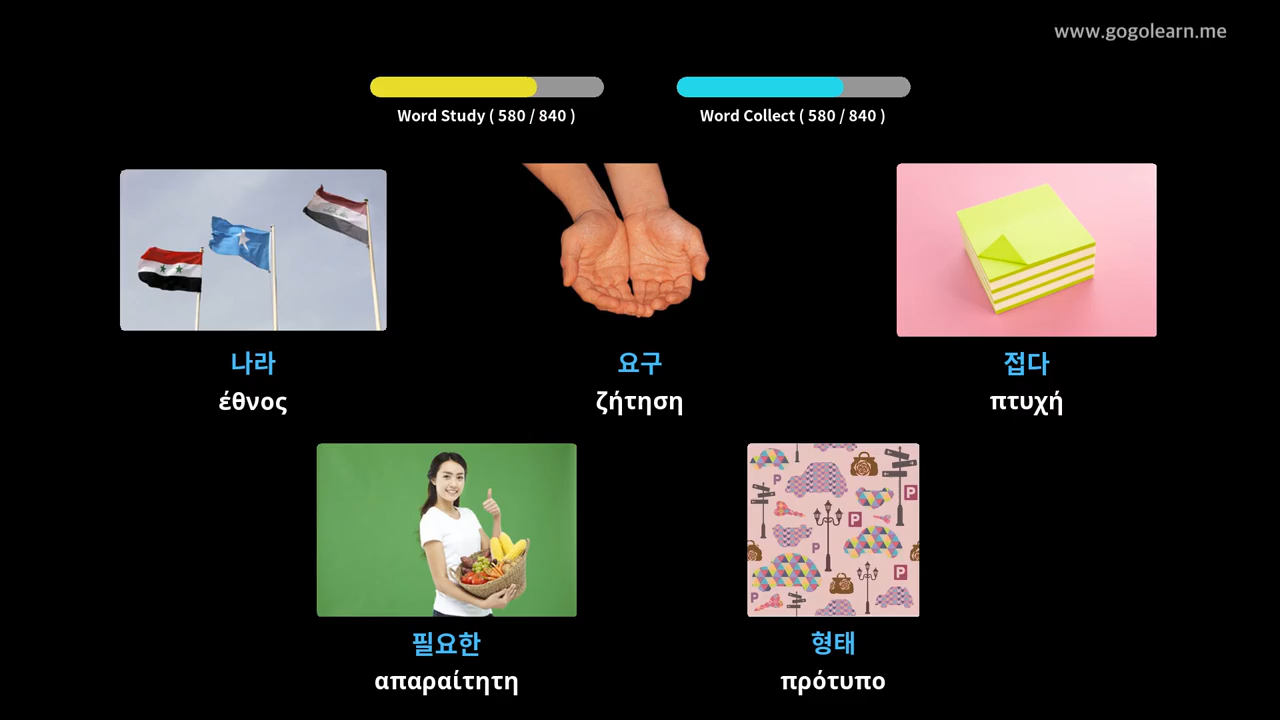 www.gogolearn.me
Word Study ( 580 / 840 )
Word Collect ( 580 / 840 )
나라
έθνος
요구
ζήτηση
접다
πτυχή
필요한
απαραίτητη
형태
πρότυπο
P
P
P
P
P
P